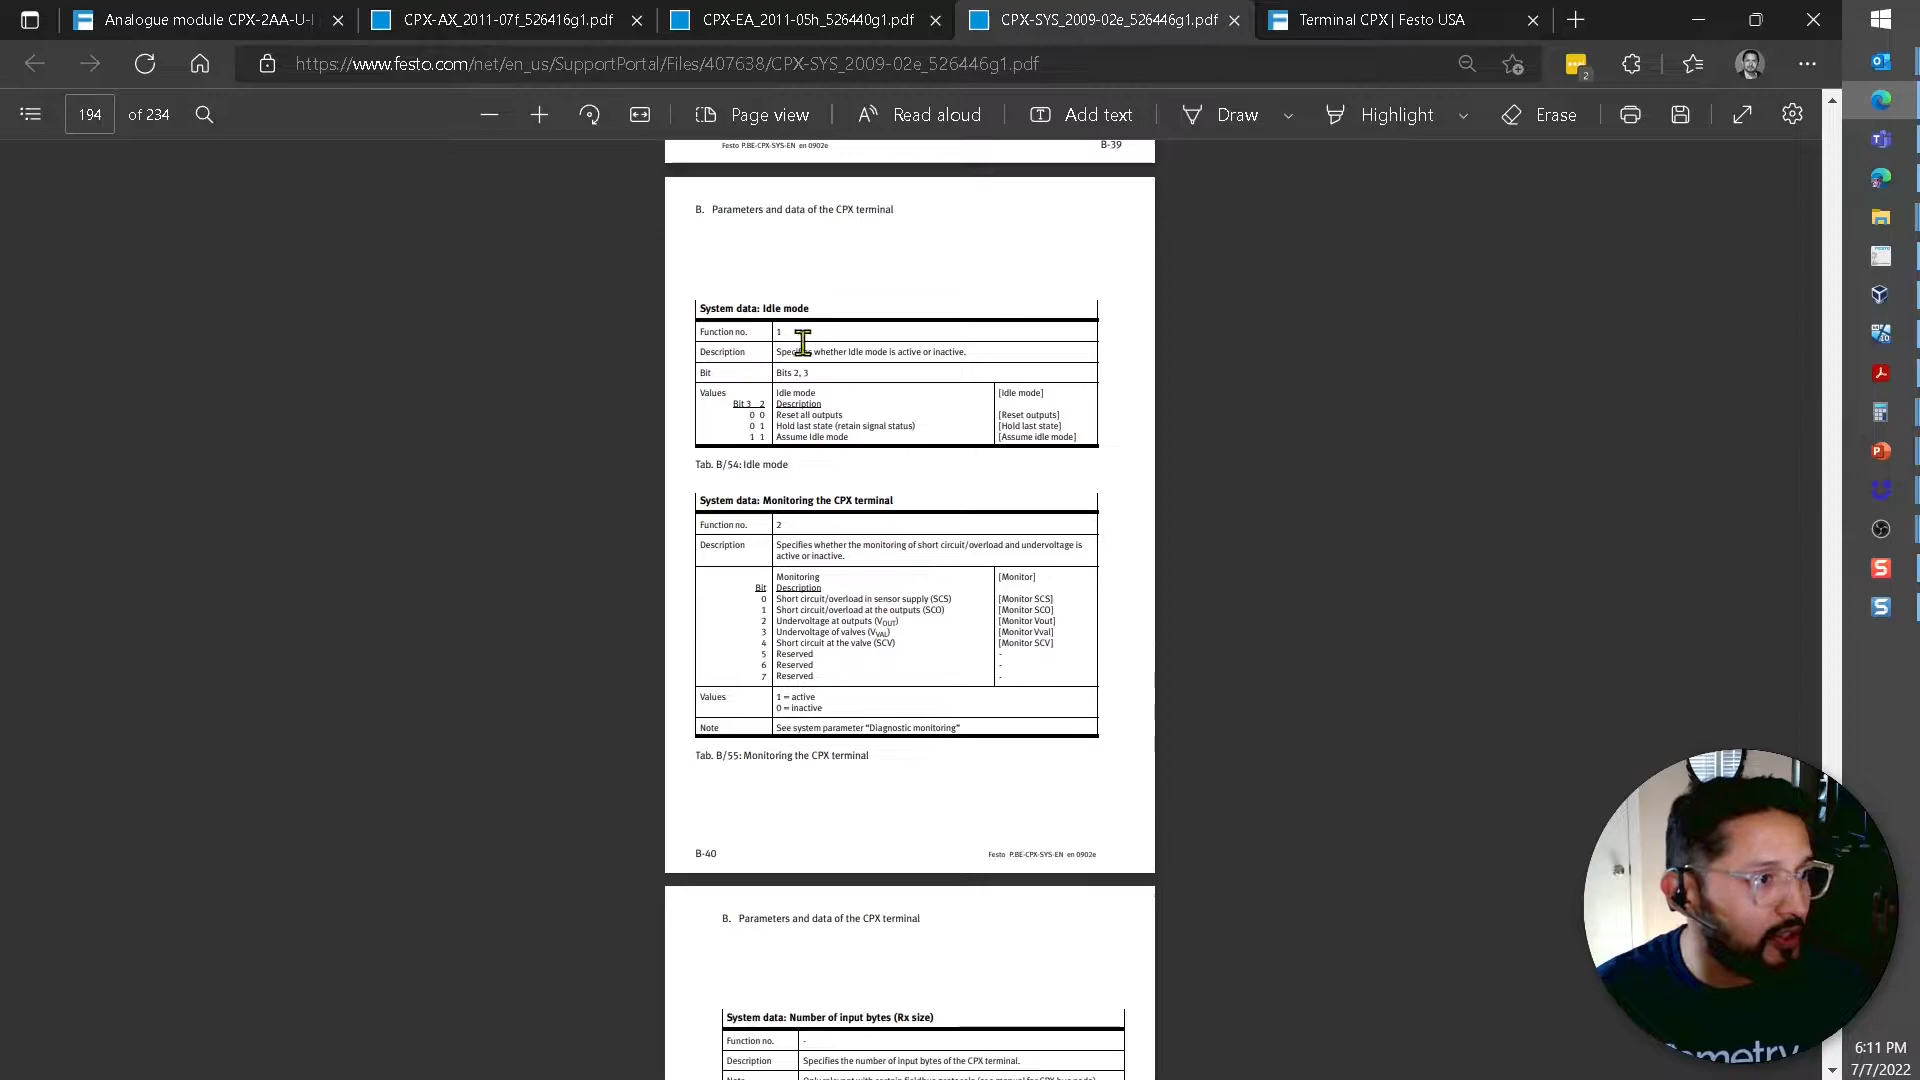 Analogue module CPX-2AA-U-I
CPX-AX_2011-07f_526416g1.pdf
CPX-EA_2011-05h_526440g1.pdf
CPX-SYS_2009-02e_526446g1.pdf
Terminal CPX | Festo USA
https://www.festo.com/net/en_us/SupportPortal/Files/407638/CPX-SYS_2009-02e_526446g1.pdf
2
194 of 234
Page view
Read aloud
Add text
Draw
Highlight
Erase
Festo P.BE-CPX-SYS-EN en 0902e B-39
B. Parameters and data of the CPX terminal
System data: Idle mode
Function no. 1
Description Specifies whether Idle mode is active or inactive.
Bit Bits 2, 3
Values Idle mode [Idle mode]
Bit 3 2 Description
0 0 Reset all outputs [Reset outputs]
0 1 Hold last state (retain signal status) [Hold last state]
1 1 Assume Idle mode [Assume idle mode]
Tab. B/54: Idle mode
System data: Monitoring the CPX terminal
Function no. 2
Description Specifies whether the monitoring of short circuit/overload and undervoltage is
active or inactive.
Monitoring [Monitor]
Bit Description
0 Short circuit/overload in sensor supply (SCS) [Monitor SCS]
1 Short circuit/overload at the outputs (SCO) [Monitor SCO]
2 Undervoltage at outputs (VOUT) [Monitor Vout]
3 Undervoltage of valves (VVAL) [Monitor Vval]
4 Short circuit at the valve (SCV) [Monitor SCV]
5 Reserved -
6 Reserved -
7 Reserved -
Values 1 = active
0 = inactive
Note See system parameter “Diagnostic monitoring”
Tab. B/55: Monitoring the CPX terminal
B-40 Festo P.BE-CPX-SYS-EN en 0902e
B. Parameters and data of the CPX terminal
System data: Number of input bytes (Rx size)
Function no. -
Description Specifies the number of input bytes of the CPX terminal.
6:11 PM
7/7/2022